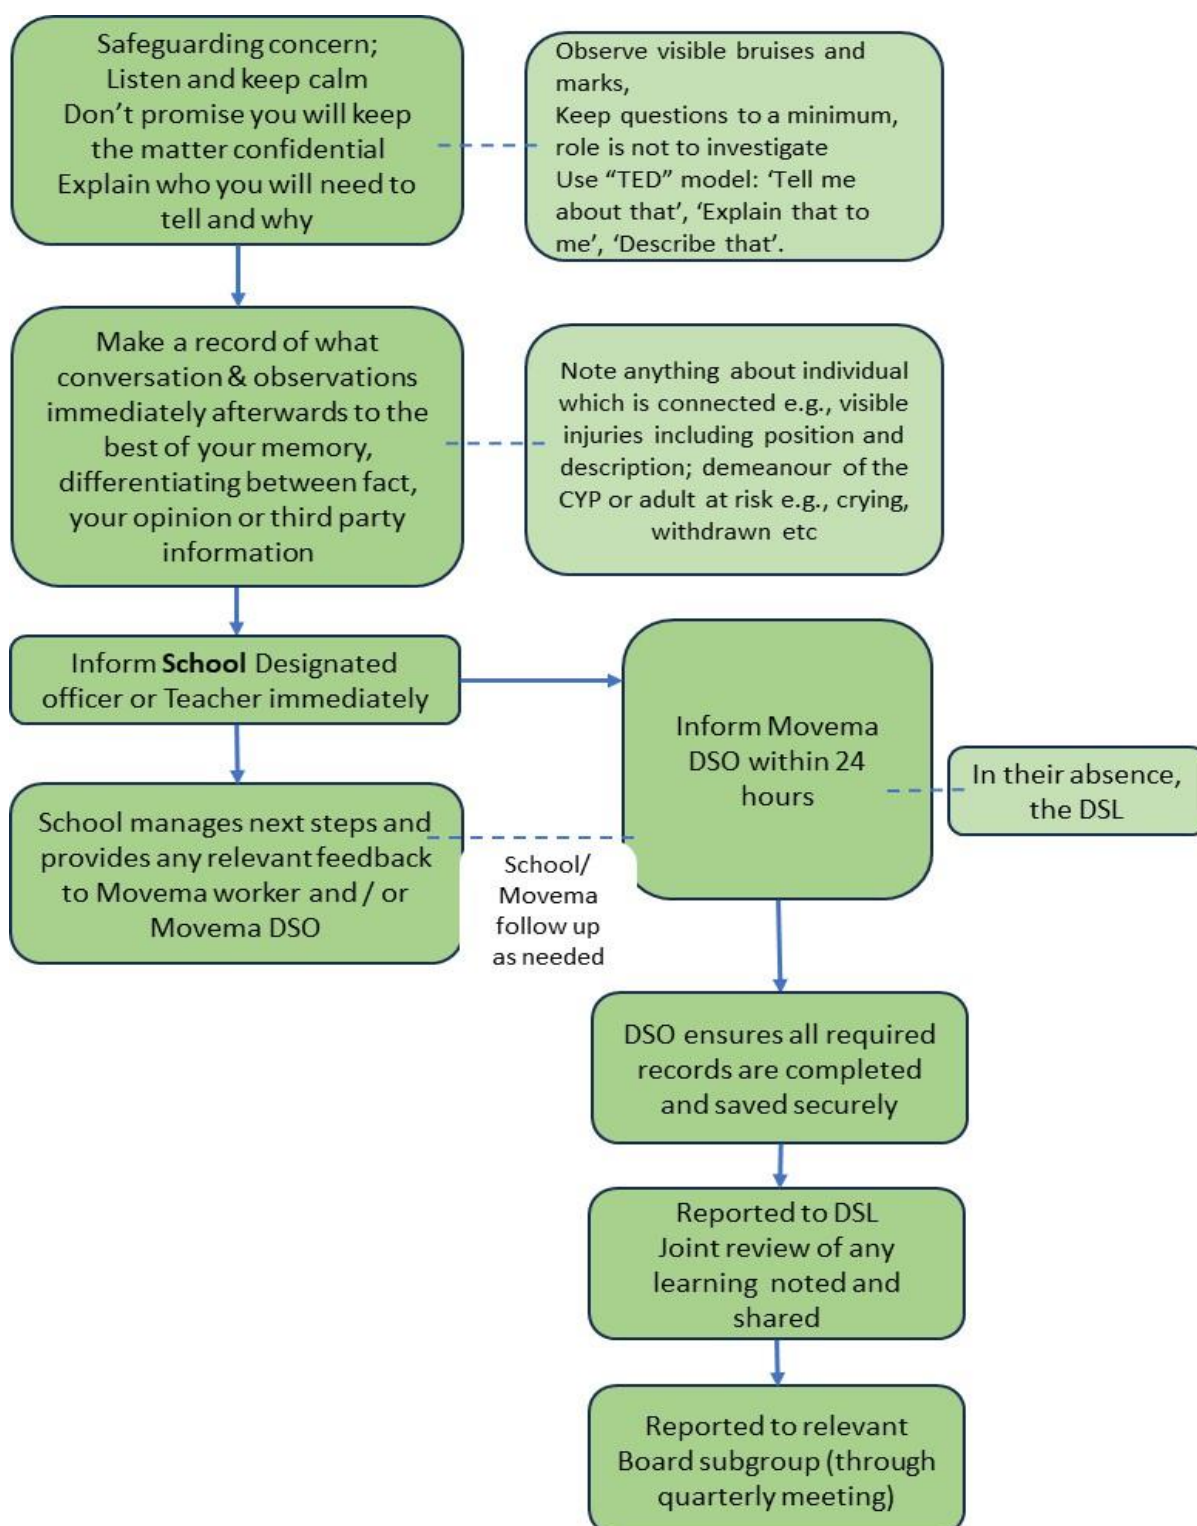 Safeguarding concern;
Listen and keep calm
Don’t promise you will keep
the matter confidential
Explain who you will need to
tell and why
Observe visible bruises and
marks,
Keep questions to a minimum,
role is not to investigate
Use “TED” model: ‘Tell me
about that’, ‘Explain that to
me’, ‘Describe that’.
Make a record of what
conversation & observations
immediately afterwards to the
best of your memory,
differentiating between fact,
your opinion or third party
information
Note anything about individual
which is connected e.g., visible
injuries including position and
description; demeanour of the
CYP or adult at risk e.g., crying,
withdrawn etc
Inform School Designated
officer or Teacher immediately
Inform Movema
DSO within 24
hours
In their absence,
the DSL
School manages next steps and
provides any relevant feedback
to Movema worker and / or
Movema DSO
School/
Movema
follow up
as needed
DSO ensures all required
records are completed
and saved securely
Reported to DSL
Joint review of any
learning noted and
shared
Reported to relevant
Board subgroup (through
quarterly meeting)